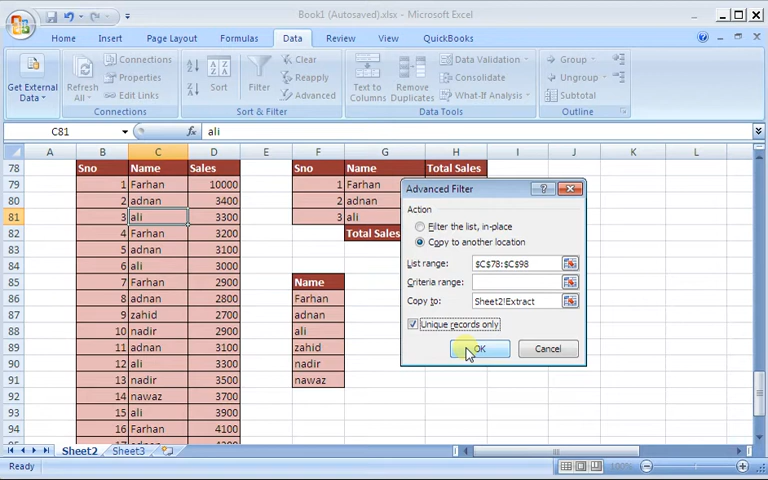 Book1 (Autosaved).xlsx - Microsoft Excel
Home Insert Page Layout Formulas Data Review View QuickBooks
Get External Data
Refresh All
Connections
Properties
Edit Links
Connections
Sort
Filter
Clear
Reapply
Advanced
Sort & Filter
Text to Columns
Remove Duplicates
Data Validation
Consolidate
What-If Analysis
Data Tools
Group
Ungroup
Subtotal
Outline
C81 fx ali
A B C D E F G H I J K L
78 Sno Name Sales Sno Name Total Sales
79 1 Farhan 10000 1 Farhan
80 2 adnan 3400 2 adnan
81 3 ali 3300 3 ali
82 4 Farhan 3200 Total Sales
83 5 adnan 3100
84 6 ali 3000
85 7 Farhan 2900 Name
86 8 adnan 2800 Farhan
87 9 zahid 2700 adnan
88 10 nadir 2900 ali
89 11 adnan 3100 zahid
90 12 ali 3300 nadir
91 13 nadir 3500 nawaz
92 14 nawaz 3700
93 15 ali 3900
94 16 Farhan 4100
95 17 adnan 4300
Advanced Filter
Action
Filter the list, in-place
Copy to another location
List range: $C$78:$C$98
Criteria range:
Copy to: Sheet2!Extract
Unique records only
OK Cancel
Sheet2 Sheet3
Ready 100%